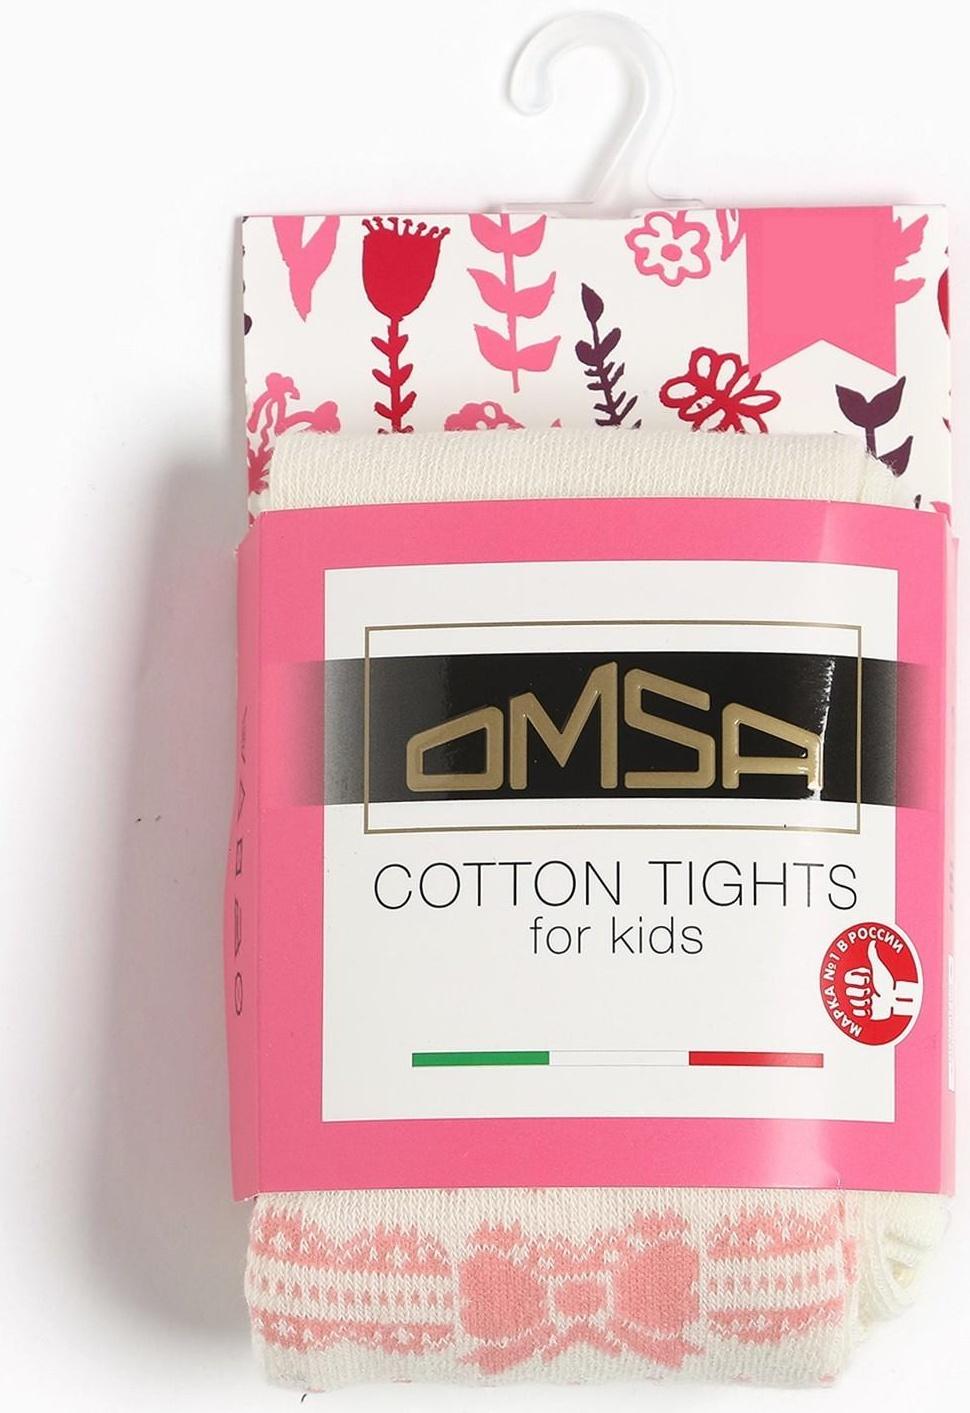 OMSA
COTTON TIGHTS
for kids
МАРКА №1 В РОССИИ